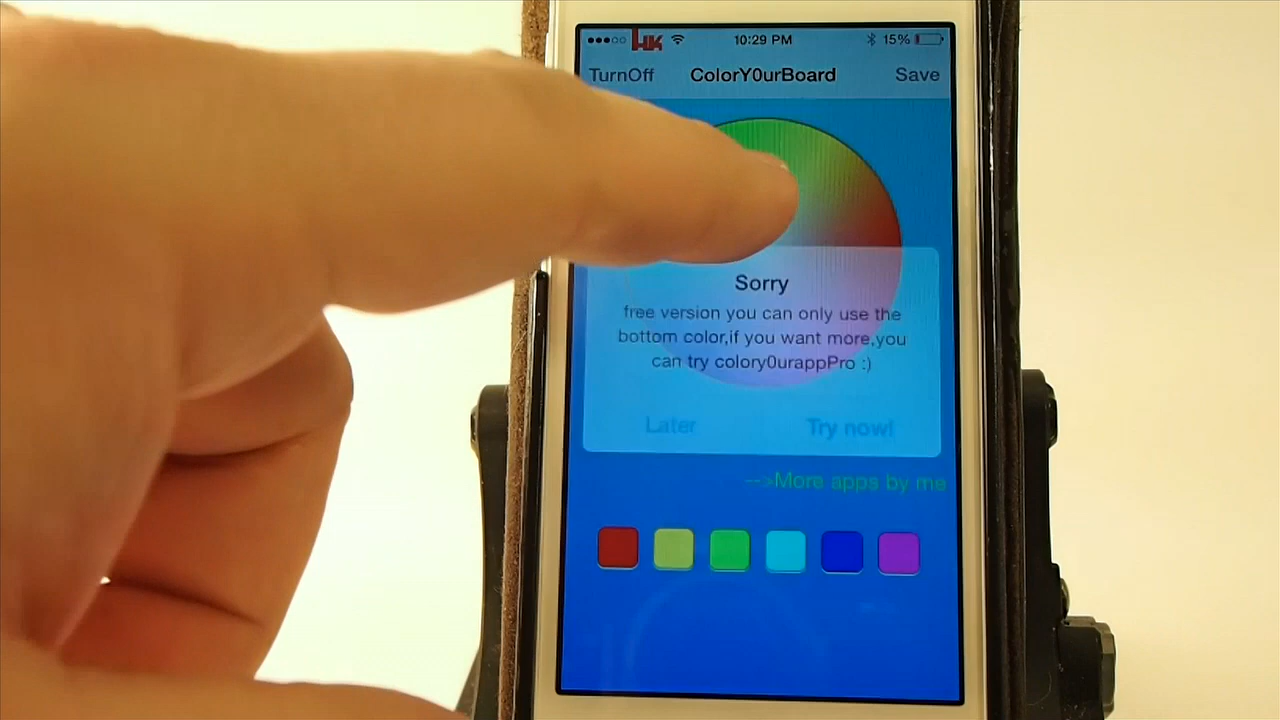 HK 10:29 PM 15%
TurnOff ColorY0urBoard Save
Sorry
free version you can only use the
bottom color,if you want more,you
can try colory0urappPro :)
Later Try now!
-->More apps by me